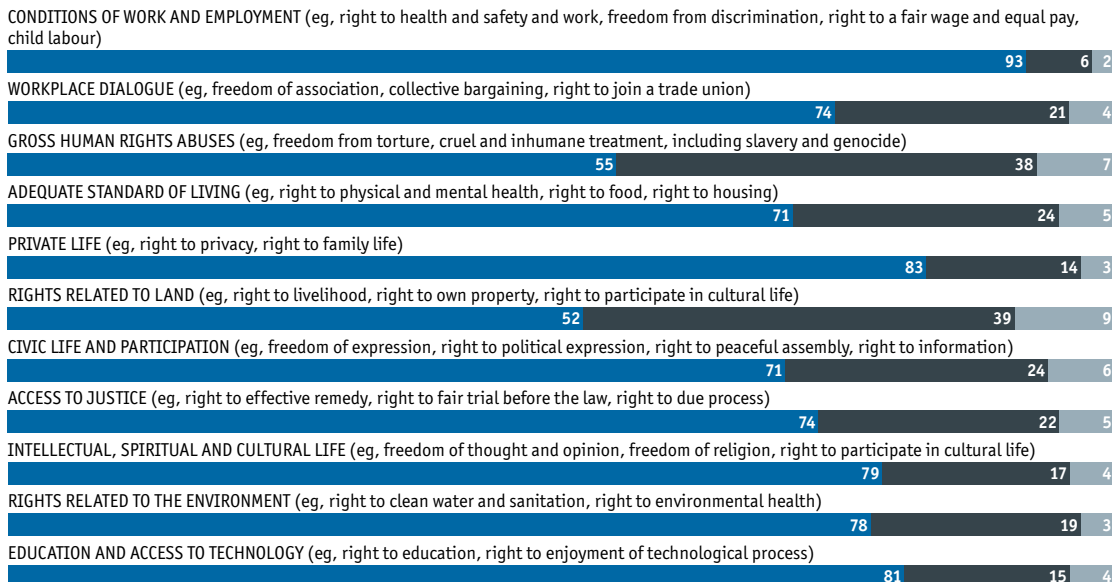 CONDITIONS OF WORK AND EMPLOYMENT (eg, right to health and safety and work, freedom from discrimination, right to a fair wage and equal pay,
child labour)
93 6 2
WORKPLACE DIALOGUE (eg, freedom of association, collective bargaining, right to join a trade union)
74 21 4
GROSS HUMAN RIGHTS ABUSES (eg, freedom from torture, cruel and inhumane treatment, including slavery and genocide)
55 38 7
ADEQUATE STANDARD OF LIVING (eg, right to physical and mental health, right to food, right to housing)
71 24 5
PRIVATE LIFE (eg, right to privacy, right to family life)
83 14 3
RIGHTS RELATED TO LAND (eg, right to livelihood, right to own property, right to participate in cultural life)
52 39 9
CIVIC LIFE AND PARTICIPATION (eg, freedom of expression, right to political expression, right to peaceful assembly, right to information)
71 24 6
ACCESS TO JUSTICE (eg, right to effective remedy, right to fair trial before the law, right to due process)
74 22 5
INTELLECTUAL, SPIRITUAL AND CULTURAL LIFE (eg, freedom of thought and opinion, freedom of religion, right to participate in cultural life)
79 17 4
RIGHTS RELATED TO THE ENVIRONMENT (eg, right to clean water and sanitation, right to environmental health)
78 19 3
EDUCATION AND ACCESS TO TECHNOLOGY (eg, right to education, right to enjoyment of technological process)
81 15 4